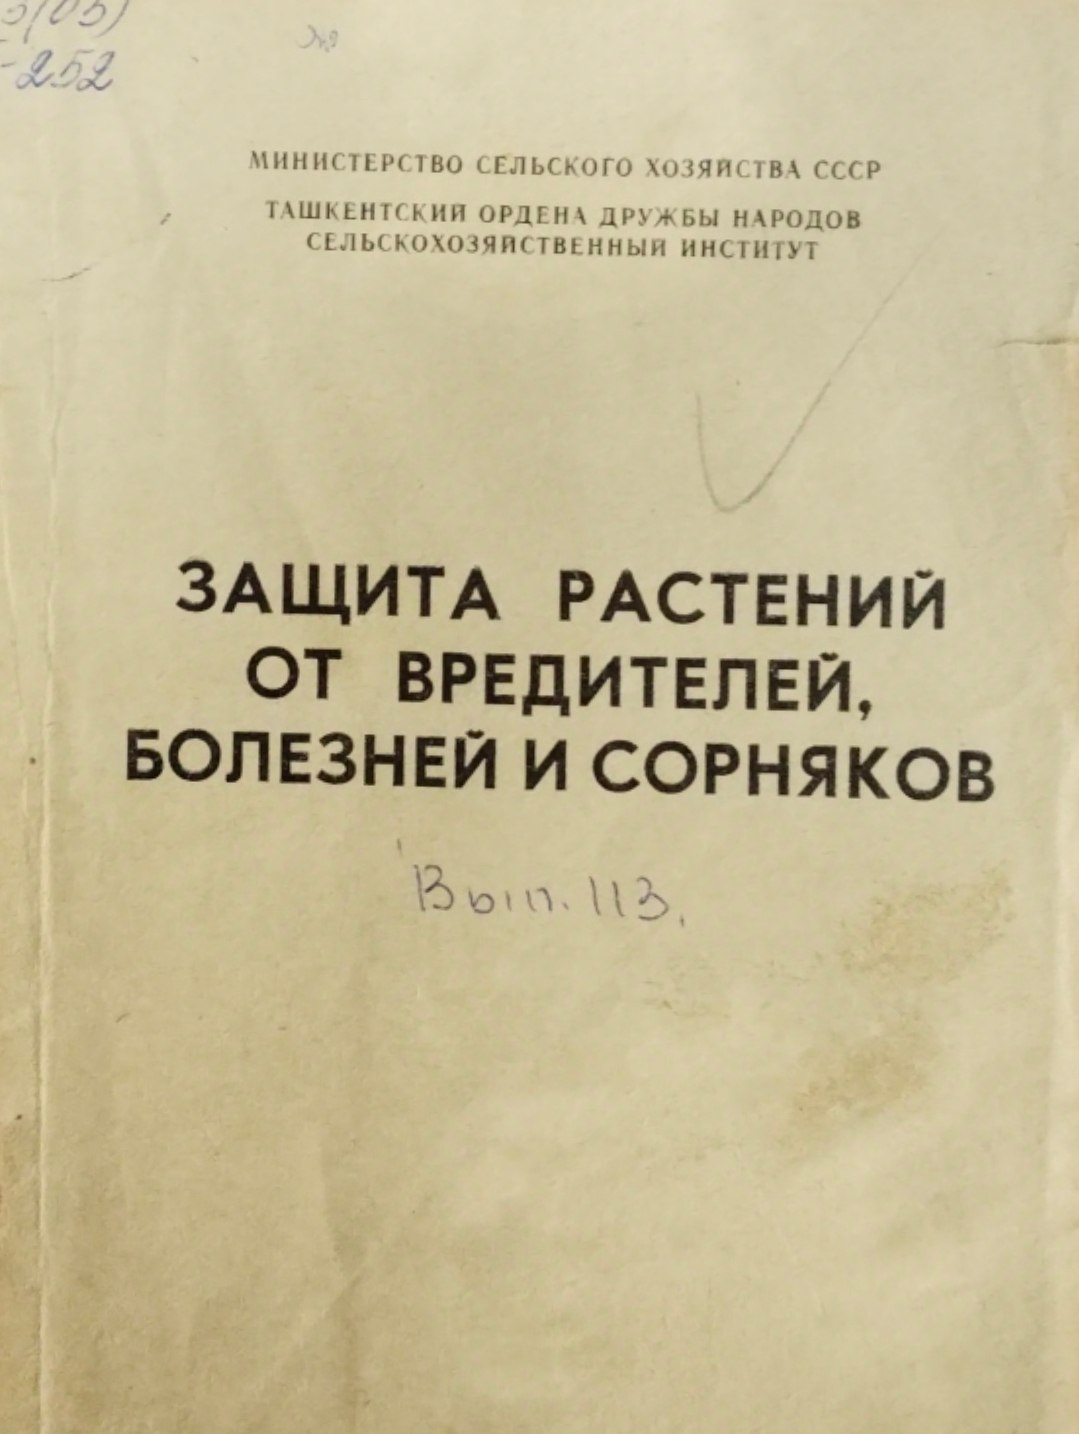 -252
МИНИСТЕРСТВО СЕЛЬСКОГО ХОЗЯЙСТВА СССР
ТАШКЕНТСКИЙ ОРДЕНА ДРУЖБЫ НАРОДОВ
СЕЛЬСКОХОЗЯЙСТВЕННЫЙ ИНСТИТУТ
ЗАЩИТА РАСТЕНИЙ
ОТ ВРЕДИТЕЛЕЙ,
БОЛЕЗНЕЙ И СОРНЯКОВ
Вып. 113.